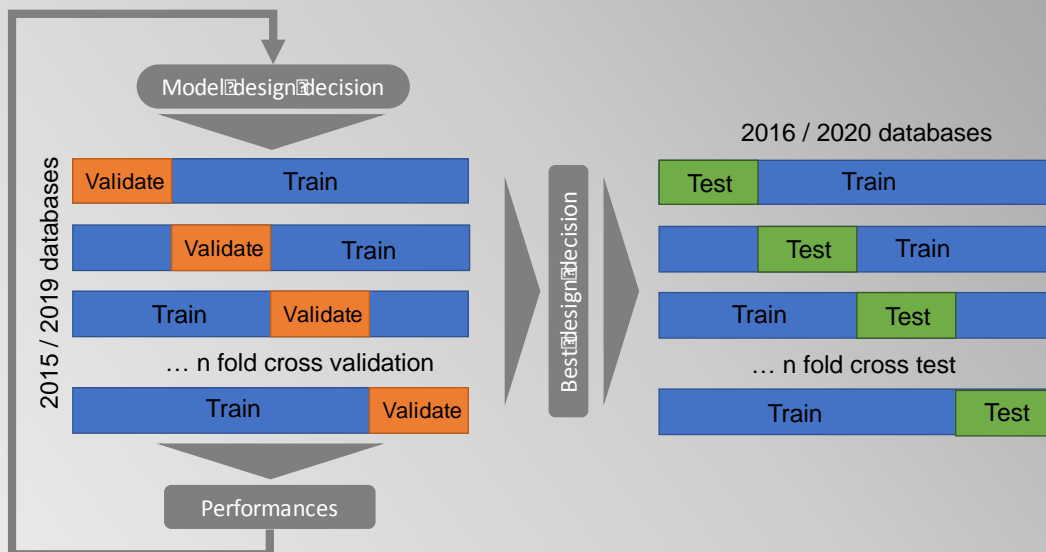 Model design decision
2015 / 2019 databases
Validate Train
Validate Train
Train Validate
… n fold cross validation
Train Validate
Performances
Best design decision
2016 / 2020 databases
Test Train
Test Train
Train Test
… n fold cross test
Train Test